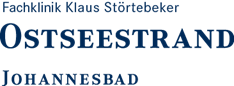 Fachklinik Klaus Störtebeker
OSTSEESTRAND
JOHANNESBAD